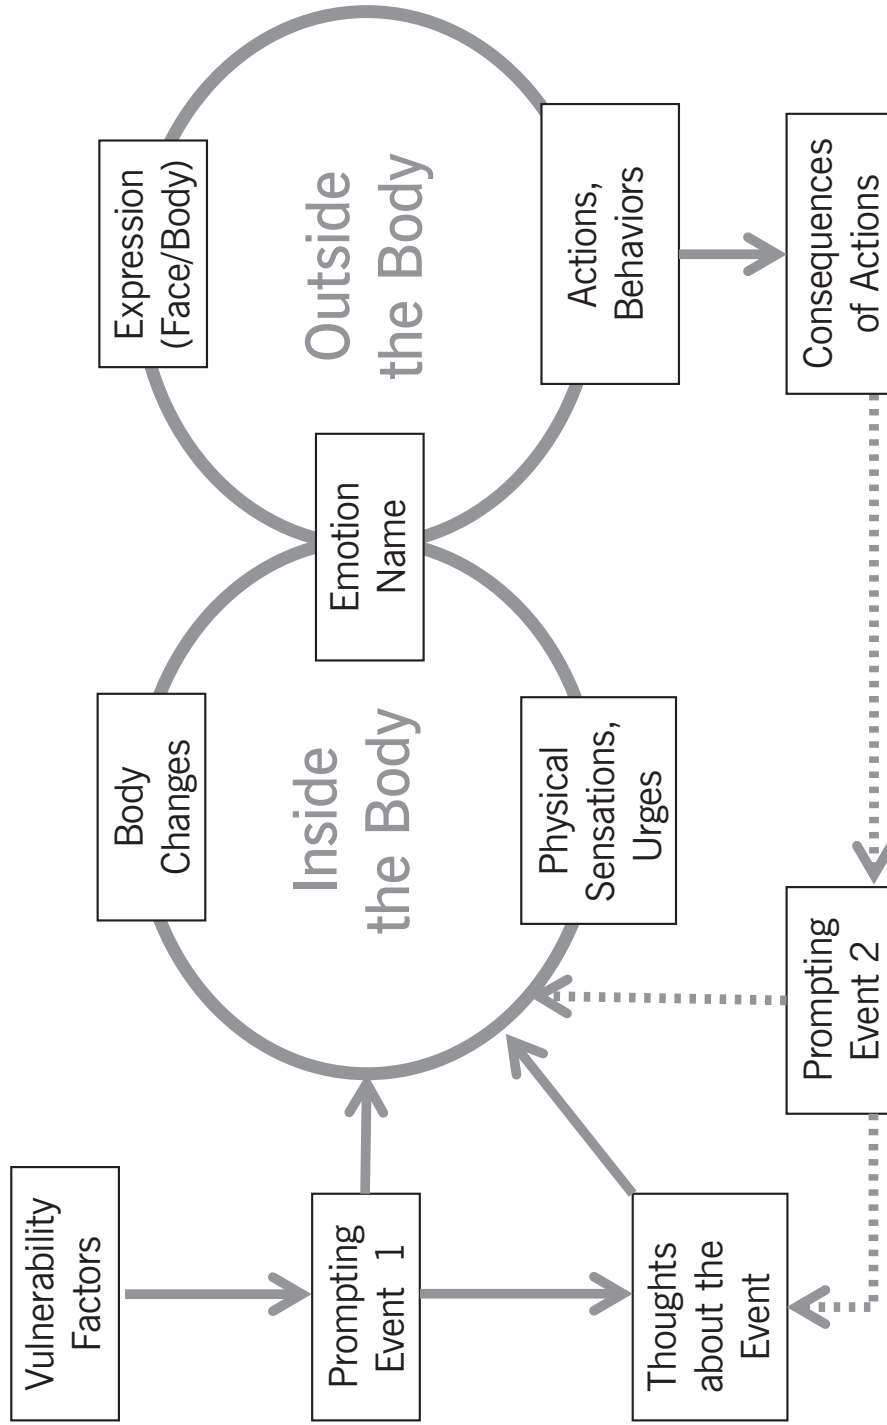 Vulnerability
Factors
Prompting
Event 1
Thoughts
about the
Event
Body
Changes
Inside
the Body
Physical
Sensations,
Urges
Prompting
Event 2
Emotion
Name
Expression
(Face/Body)
Outside
the Body
Actions,
Behaviors
Consequences
of Actions